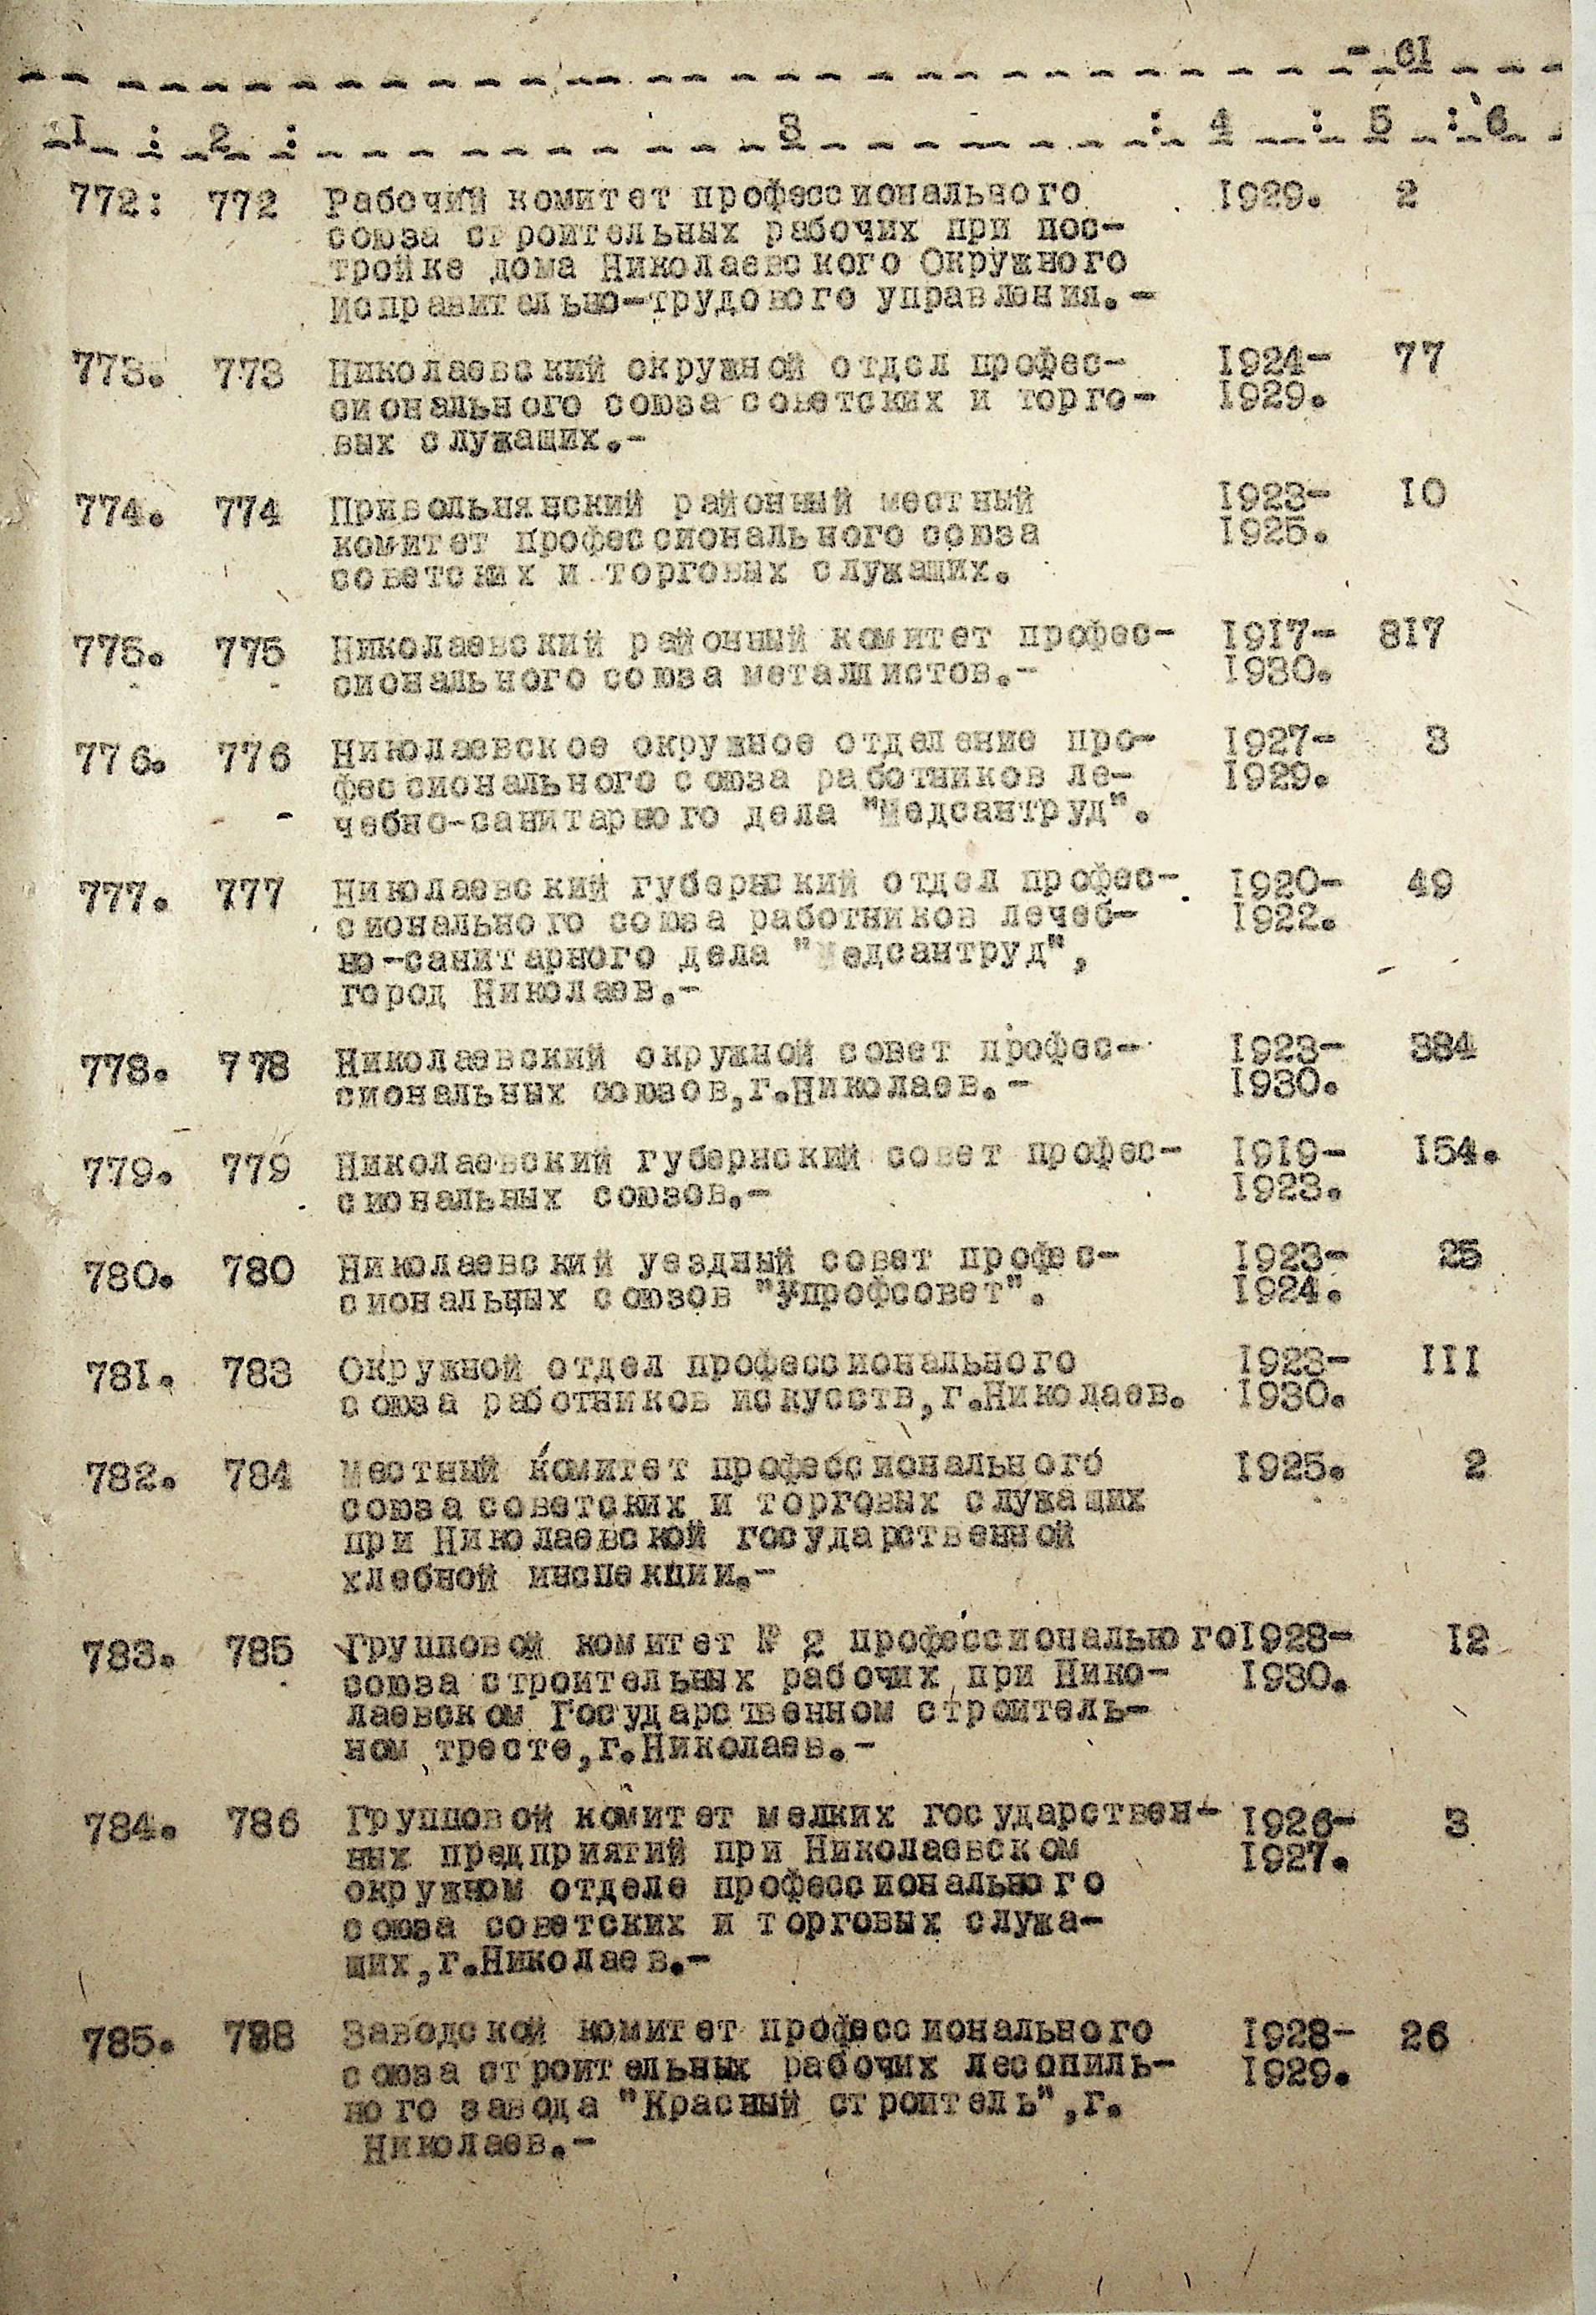 - 61
1 : 2 : 3 : 4 : 5 : 6
772: 772 Рабочий комитет профессионального 1929. 2
союза строительных рабочих при пос-
тройке дома Николаевского Окружного
Исправительно-трудового управления.-
773. 773 Николаевский окружной отдел профес- 1924- 77
сионального союза советских и торго- 1929.
вых служащих.-
774. 774 Привольнянский районный местный 1923- 10
комитет профессионального союза 1925.
советских и торговых служащих.
775. 775 Николаевский районный комитет профес- 1917- 817
сионального союза металлистов.- 1930.
776. 776 Николаевское окружное отделение про- 1927- 3
фессионального союза работников ле- 1929.
чебно-санитарного дела "Медсантруд".
777. 777 Николаевский губернский отдел профес- 1920- 49
сионального союза работников лечеб- 1922.
но-санитарного дела "Медсантруд",
город Николаев.-
778. 778 Николаевский окружной совет профес- 1923- 384
сиональных союзов,г.Николаев.- 1930.
779. 779 Николаевский губернский совет профес- 1919- 154.
сиональных союзов.- 1923.
780. 780 Николаевский уездный совет профес- 1923- 25
сиональных союзов "Упрофсовет". 1924.
781. 783 Окружной отдел профессионального 1923- 111
союза работников искусств,г.Николаев. 1930.
782. 784 Местный комитет профессионального 1925. 2
союза советских и торговых служащих
при Николаевской государственной
хлебной инспекции.-
783. 785 Групповой комитет № 2 профессионального 1928- 12
союза строительных рабочих при Нико- 1930.
лаевском Государственном строитель-
ном тресте,г.Николаев.-
784. 786 Групповой комитет мелких государствен- 1926- 3
ных предприятий при Николаевском 1927.
окружном отделе профессионального
союза советских и торговых служа-
щих,г.Николаев.-
785. 788 Заводской комитет профессионального 1928- 26
союза строительных рабочих лесопиль- 1929.
ного завода "Красный строитель",г.
Николаев.-